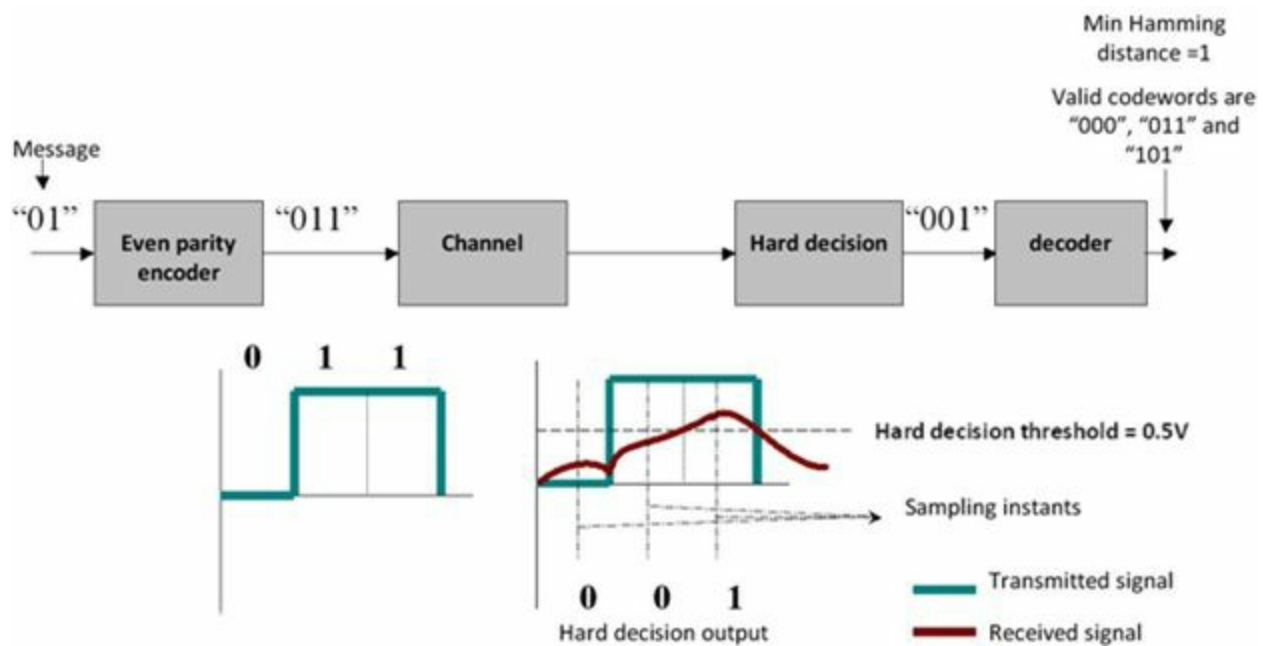 Min Hamming
distance =1
Valid codewords are
“000”, “011” and
“101”
Message
“01”
Even parity
encoder
“011”
Channel
Hard decision
“001”
decoder
0 1 1
Hard decision threshold = 0.5V
Sampling instants
0 0 1
Hard decision output
Transmitted signal
Received signal